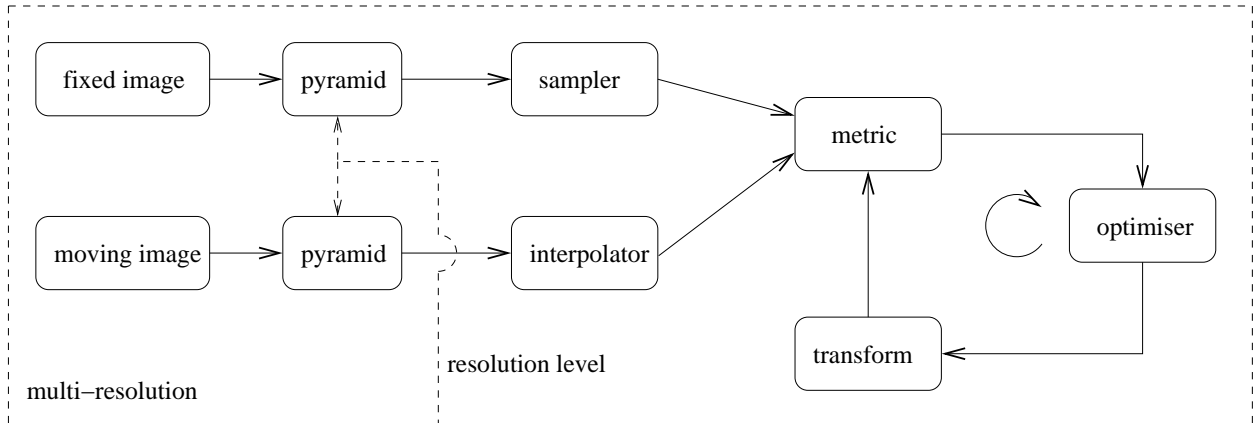 fixed image
pyramid
sampler
metric
moving image
pyramid
interpolator
optimiser
transform
resolution level
multi−resolution